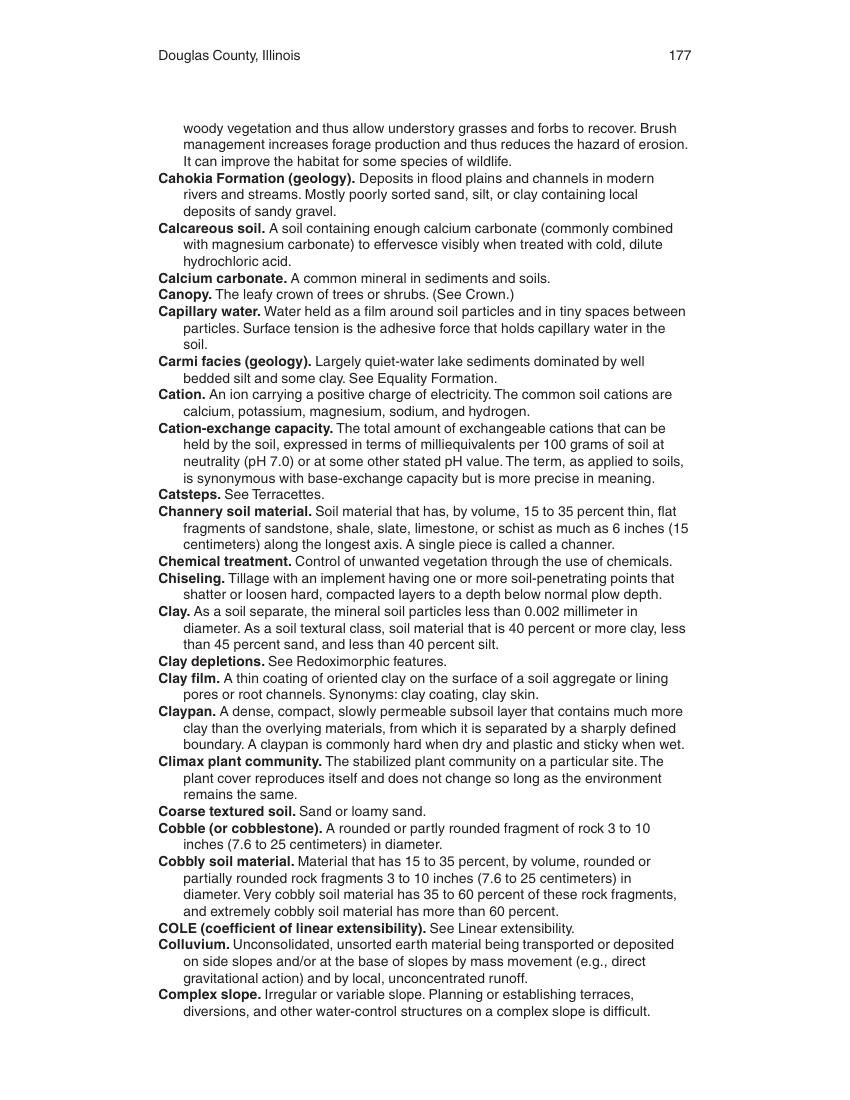 Douglas County, Illinois 177
woody vegetation and thus allow understory grasses and forbs to recover. Brush
management increases forage production and thus reduces the hazard of erosion.
It can improve the habitat for some species of wildlife.
Cahokia Formation (geology). Deposits in flood plains and channels in modern
rivers and streams. Mostly poorly sorted sand, silt, or clay containing local
deposits of sandy gravel.
Calcareous soil. A soil containing enough calcium carbonate (commonly combined
with magnesium carbonate) to effervesce visibly when treated with cold, dilute
hydrochloric acid.
Calcium carbonate. A common mineral in sediments and soils.
Canopy. The leafy crown of trees or shrubs. (See Crown.)
Capillary water. Water held as a film around soil particles and in tiny spaces between
particles. Surface tension is the adhesive force that holds capillary water in the
soil.
Carmi facies (geology). Largely quiet-water lake sediments dominated by well
bedded silt and some clay. See Equality Formation.
Cation. An ion carrying a positive charge of electricity. The common soil cations are
calcium, potassium, magnesium, sodium, and hydrogen.
Cation-exchange capacity. The total amount of exchangeable cations that can be
held by the soil, expressed in terms of milliequivalents per 100 grams of soil at
neutrality (pH 7.0) or at some other stated pH value. The term, as applied to soils,
is synonymous with base-exchange capacity but is more precise in meaning.
Catsteps. See Terracettes.
Channery soil material. Soil material that has, by volume, 15 to 35 percent thin, flat
fragments of sandstone, shale, slate, limestone, or schist as much as 6 inches (15
centimeters) along the longest axis. A single piece is called a channer.
Chemical treatment. Control of unwanted vegetation through the use of chemicals.
Chiseling. Tillage with an implement having one or more soil-penetrating points that
shatter or loosen hard, compacted layers to a depth below normal plow depth.
Clay. As a soil separate, the mineral soil particles less than 0.002 millimeter in
diameter. As a soil textural class, soil material that is 40 percent or more clay, less
than 45 percent sand, and less than 40 percent silt.
Clay depletions. See Redoximorphic features.
Clay film. A thin coating of oriented clay on the surface of a soil aggregate or lining
pores or root channels. Synonyms: clay coating, clay skin.
Claypan. A dense, compact, slowly permeable subsoil layer that contains much more
clay than the overlying materials, from which it is separated by a sharply defined
boundary. A claypan is commonly hard when dry and plastic and sticky when wet.
Climax plant community. The stabilized plant community on a particular site. The
plant cover reproduces itself and does not change so long as the environment
remains the same.
Coarse textured soil. Sand or loamy sand.
Cobble (or cobblestone). A rounded or partly rounded fragment of rock 3 to 10
inches (7.6 to 25 centimeters) in diameter.
Cobbly soil material. Material that has 15 to 35 percent, by volume, rounded or
partially rounded rock fragments 3 to 10 inches (7.6 to 25 centimeters) in
diameter. Very cobbly soil material has 35 to 60 percent of these rock fragments,
and extremely cobbly soil material has more than 60 percent.
COLE (coefficient of linear extensibility). See Linear extensibility.
Colluvium. Unconsolidated, unsorted earth material being transported or deposited
on side slopes and/or at the base of slopes by mass movement (e.g., direct
gravitational action) and by local, unconcentrated runoff.
Complex slope. Irregular or variable slope. Planning or establishing terraces,
diversions, and other water-control structures on a complex slope is difficult.